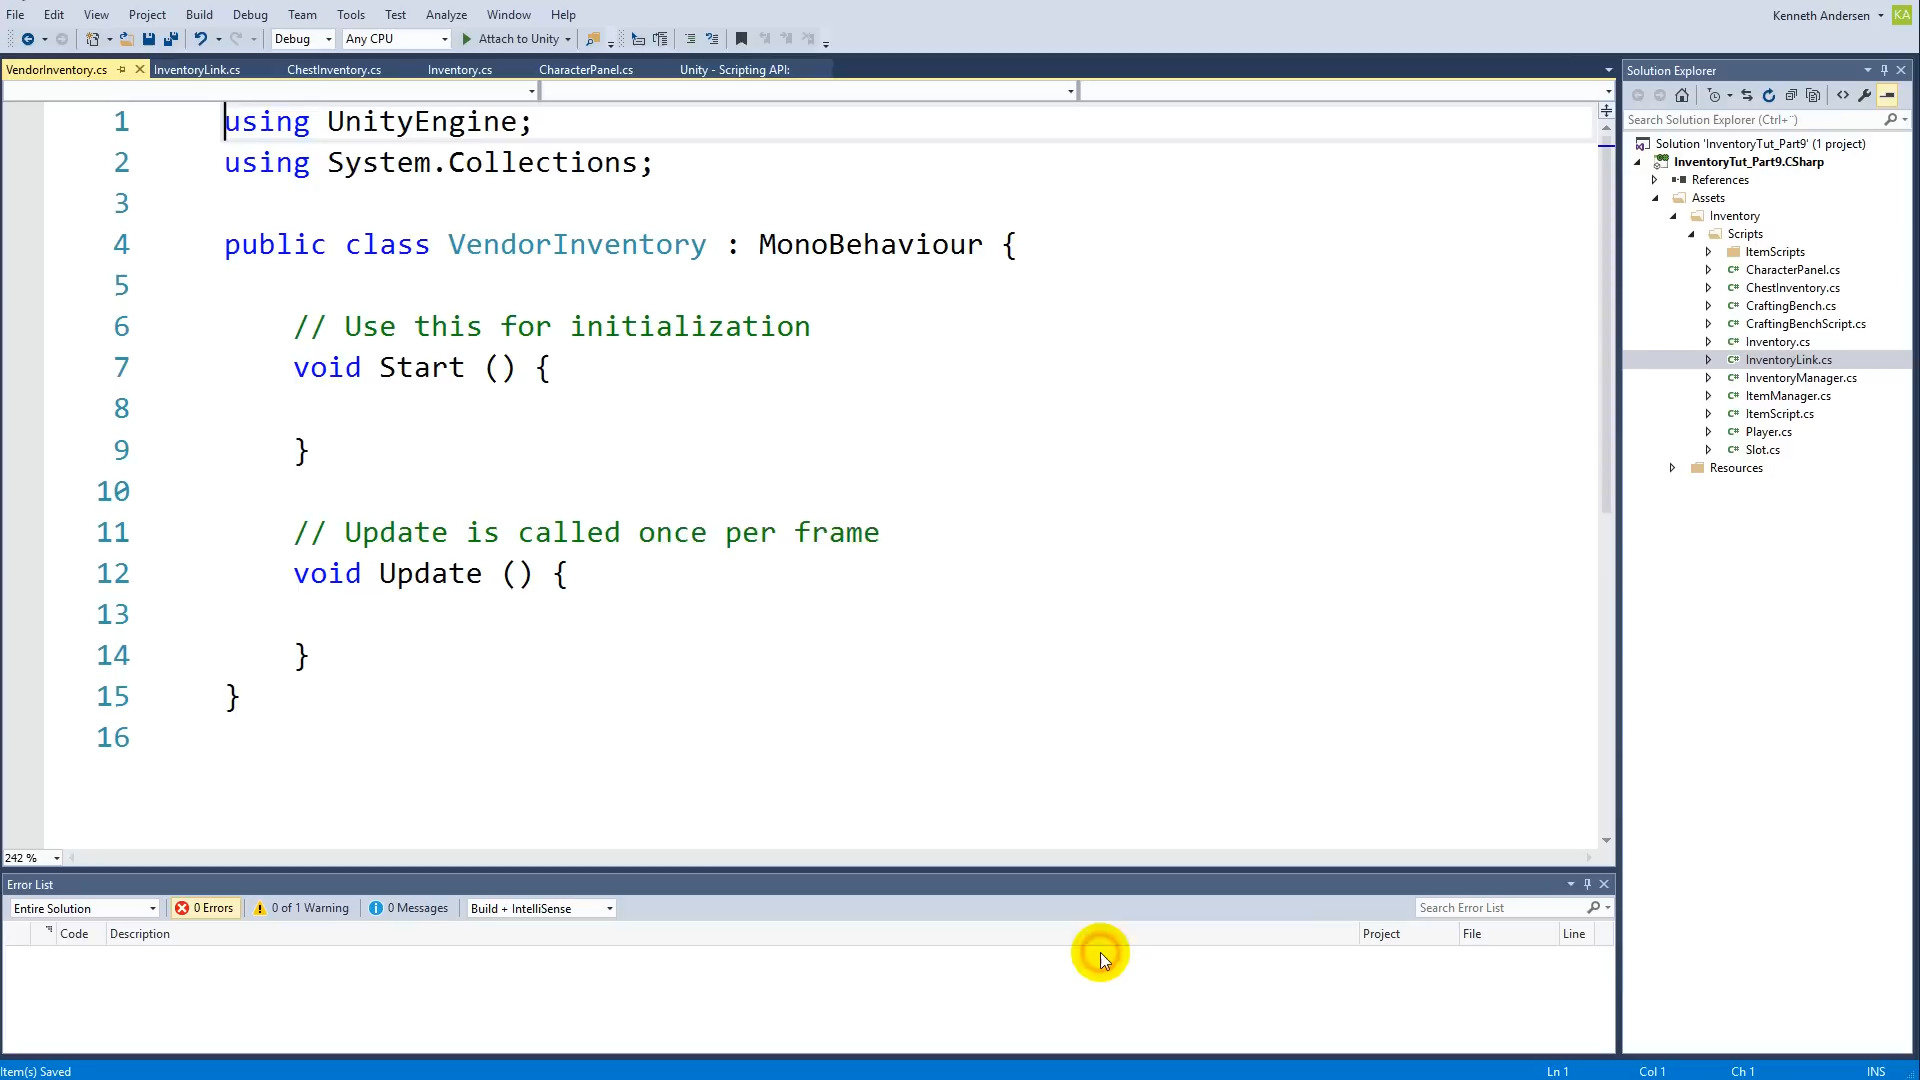 File Edit View Project Build Debug Team Tools Test Analyze Window Help
Kenneth Andersen KA
Debug Any CPU Attach to Unity
VendorInventory.cs InventoryLink.cs ChestInventory.cs Inventory.cs CharacterPanel.cs Unity - Scripting API:
1 using UnityEngine;
2 using System.Collections;
3
4 public class VendorInventory : MonoBehaviour {
5
6 // Use this for initialization
7 void Start () {
8
9 }
10
11 // Update is called once per frame
12 void Update () {
13
14 }
15 }
16
242 %
Error List
Entire Solution 0 Errors 0 of 1 Warning 0 Messages Build + IntelliSense Search Error List
Code Description Project File Line
Solution Explorer
Search Solution Explorer (Ctrl+¨)
Solution 'InventoryTut_Part9' (1 project)
InventoryTut_Part9.CSharp
References
Assets
Inventory
Scripts
ItemScripts
C# CharacterPanel.cs
C# ChestInventory.cs
C# CraftingBench.cs
C# CraftingBenchScript.cs
C# Inventory.cs
C# InventoryLink.cs
C# InventoryManager.cs
C# ItemManager.cs
C# ItemScript.cs
C# Player.cs
C# Slot.cs
Resources
Item(s) Saved Ln 1 Col 1 Ch 1 INS